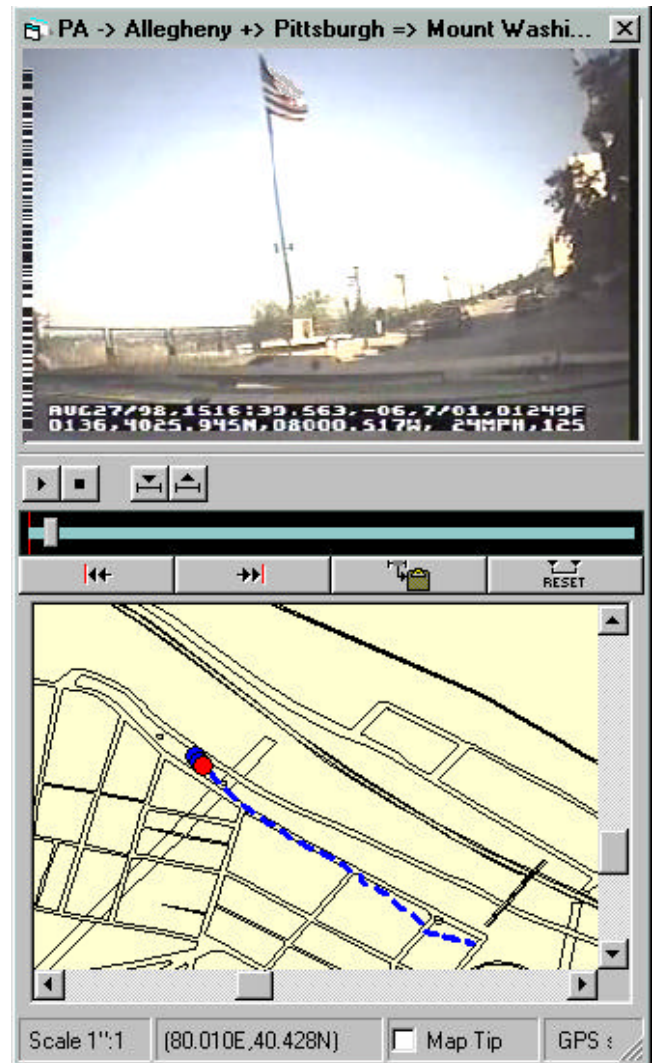 PA -> Allegheny +> Pittsburgh => Mount Washi...
AUG27/98,1516:39.563,-06,7/01,01249F
0136,4025.945N,08000.517W, 24MPH,125
RESET
Scale 1":1
(80.010E,40.428N)
Map Tip
GPS s